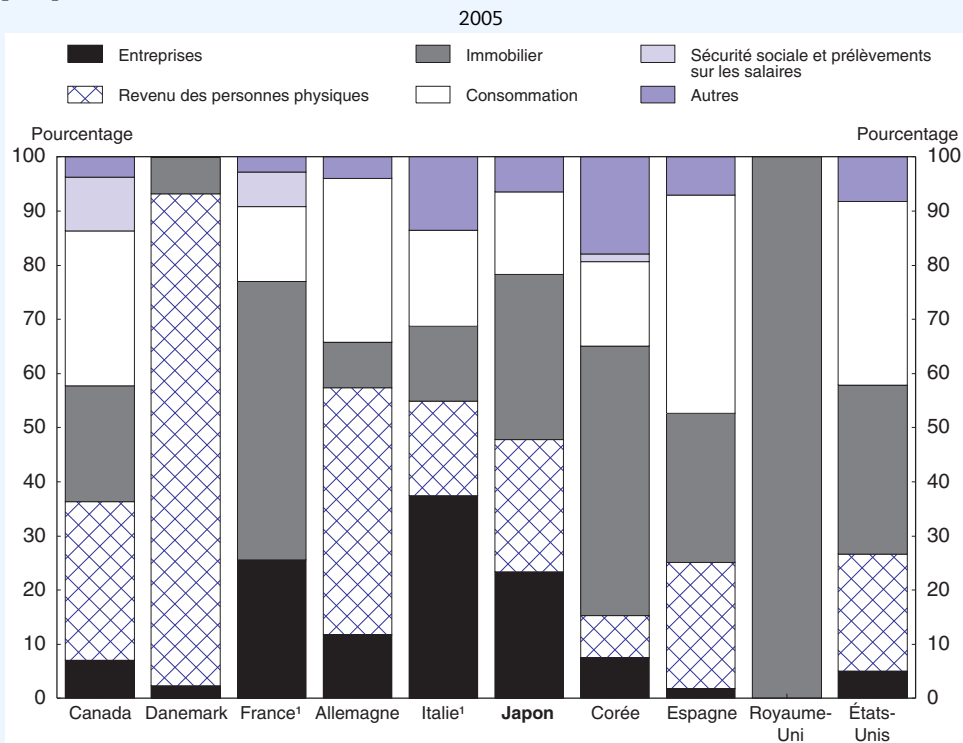 2005
Entreprises
Immobilier
Sécurité sociale et prélèvements
sur les salaires
Revenu des personnes physiques
Consommation
Autres
Pourcentage
Pourcentage
100
100
90
90
80
80
70
70
60
60
50
50
40
40
30
30
20
20
10
10
0
0
Canada Danemark France¹ Allemagne Italie¹ Japon Corée Espagne Royaume-
Uni
États-
Unis